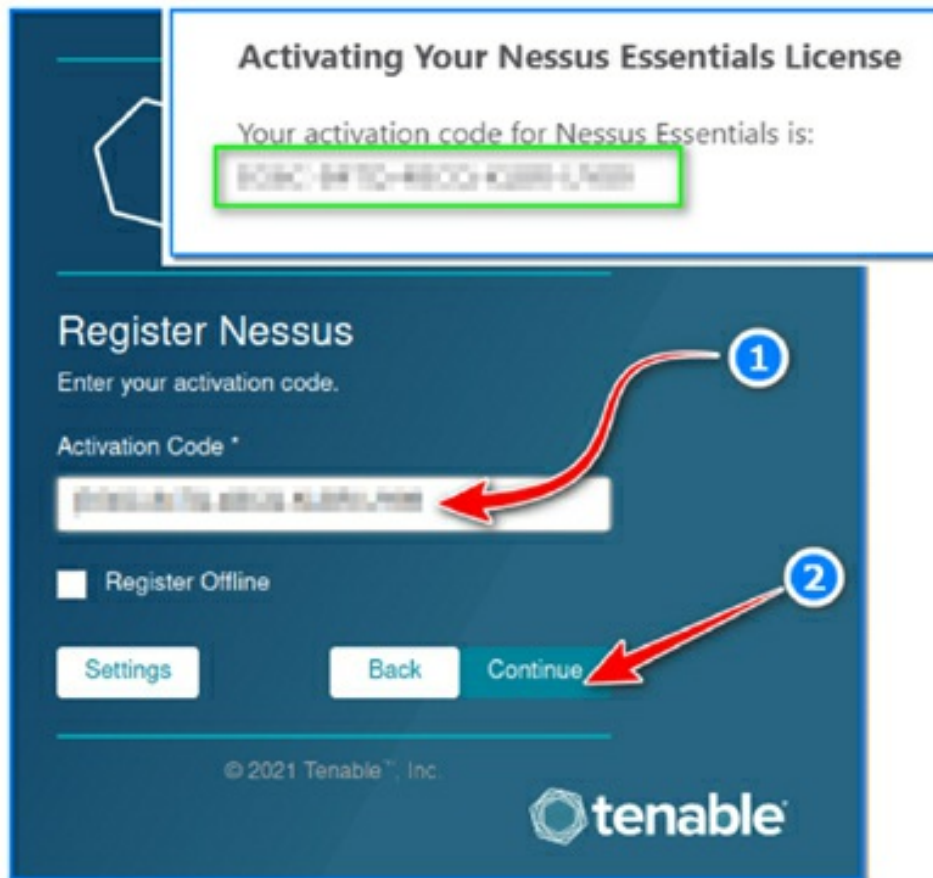 Activating Your Nessus Essentials License
Your activation code for Nessus Essentials is:
Register Nessus
Enter your activation code.
1
Activation Code *
Register Offline
2
Settings
Back
Continue
© 2021 Tenable™, Inc.
tenable